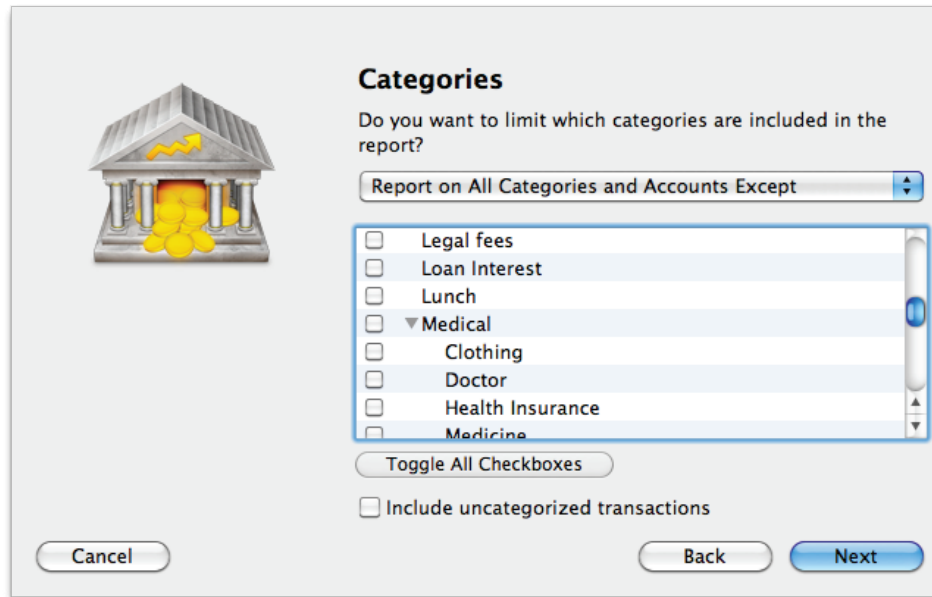 Categories
Do you want to limit which categories are included in the
report?
Report on All Categories and Accounts Except
Legal fees
Loan Interest
Lunch
Medical
Clothing
Doctor
Health Insurance
Medicine
Toggle All Checkboxes
Include uncategorized transactions
Cancel
Back
Next